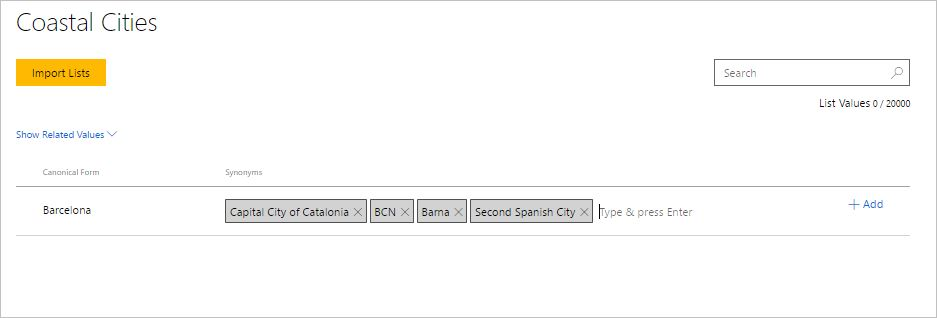 Coastal Cities
Import Lists
Search
List Values 0 / 20000
Show Related Values
Canonical Form Synonyms
Barcelona Capital City of Catalonia BCN Barna Second Spanish City Type & press Enter Add